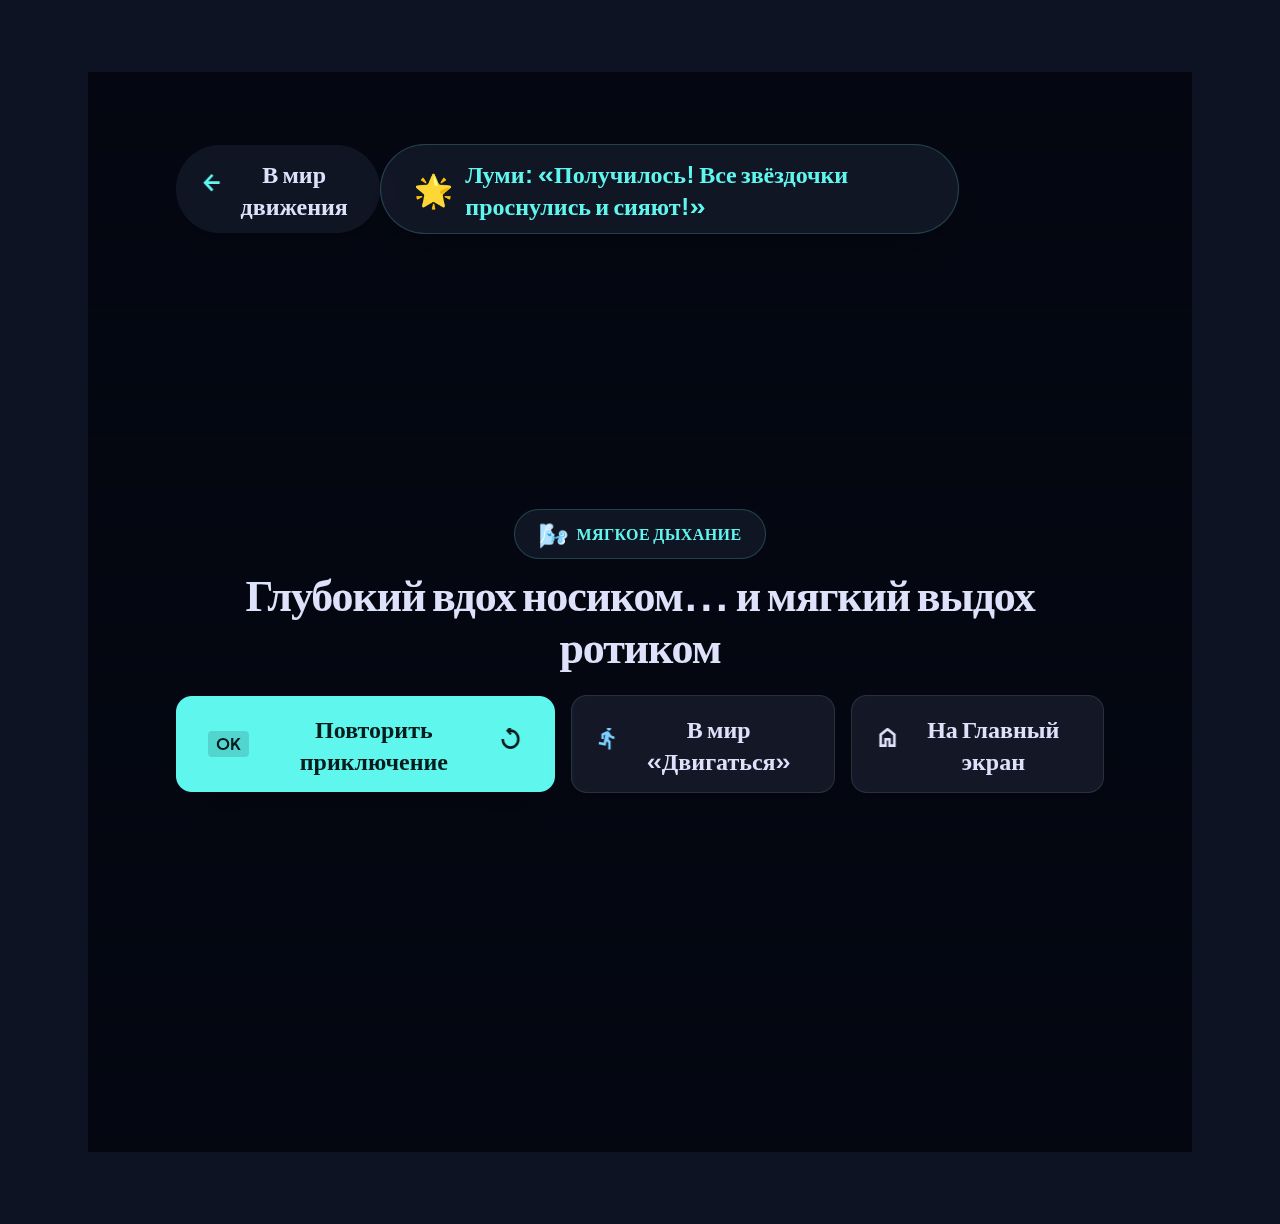 В мир
движения
Луми: «Получилось! Все звёздочки
проснулись и сияют!»
МЯГКОЕ ДЫХАНИЕ
Глубокий вдох носиком… и мягкий выдох
ротиком
OK
Повторить
приключение
В мир
«Двигаться»
На Главный
экран